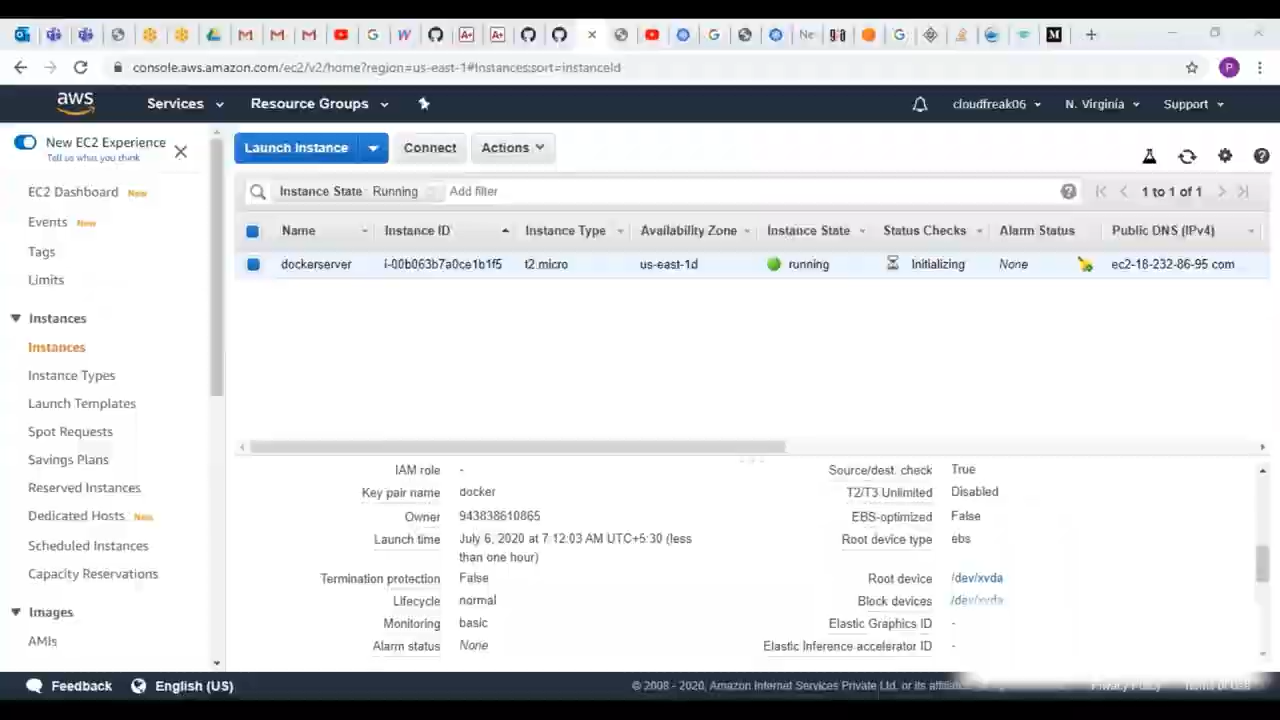 Ne
console.aws.amazon.com/ec2/v2/home?region=us-east-1#Instances:sort=instanceId
P
aws
Services
Resource Groups
cloudfreak06
N. Virginia
Support
New EC2 Experience
Tell us what you think
EC2 Dashboard New
Events New
Tags
Limits
Instances
Instances
Instance Types
Launch Templates
Spot Requests
Savings Plans
Reserved Instances
Dedicated Hosts New
Scheduled Instances
Capacity Reservations
Images
AMIs
Launch Instance
Connect
Actions
Instance State Running
Add filter
1 to 1 of 1
Name Instance ID Instance Type Availability Zone Instance State Status Checks Alarm Status Public DNS (IPv4)
dockerserver i-00b063b7a0ce1b1f5 t2.micro us-east-1d running Initializing None ec2-18-232-86-95 com
IAM role -
Key pair name docker
Owner 943838610865
Launch time July 6, 2020 at 7:12:03 AM UTC+5:30 (less
than one hour)
Termination protection False
Lifecycle normal
Monitoring basic
Alarm status None
Source/dest. check True
T2/T3 Unlimited Disabled
EBS-optimized False
Root device type ebs
Root device /dev/xvda
Block devices /dev/xvda
Elastic Graphics ID -
Elastic Inference accelerator ID -
Feedback
English (US)
© 2008 - 2020, Amazon Internet Services Private Ltd. or its
Privacy Policy
Terms of Use